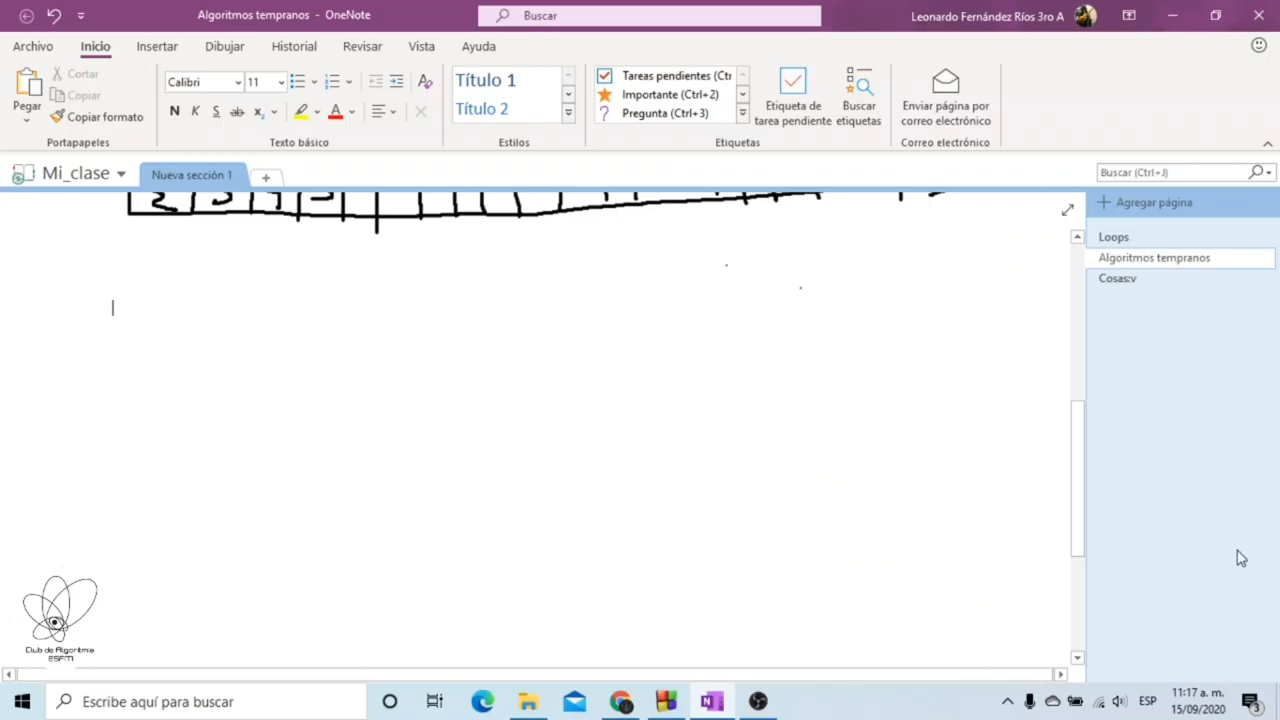 Algoritmos tempranos - OneNote
Buscar
Leonardo Fernández Ríos 3ro A
Archivo Inicio Insertar Dibujar Historial Revisar Vista Ayuda
Pegar
Cortar
Copiar
Copiar formato
Portapapeles
Calibri 11
N K S ab x₂ A
Texto básico
Título 1
Título 2
Estilos
Tareas pendientes (Ctr
Importante (Ctrl+2)
Pregunta (Ctrl+3)
Etiqueta de tarea pendiente
Buscar etiquetas
Etiquetas
Enviar página por correo electrónico
Correo electrónico
Mi_clase
Nueva sección 1
Buscar (Ctrl+J)
Agregar página
Loops
Algoritmos tempranos
Cosas:v
Club de Algoritmia
ESFM
Escribe aquí para buscar
ESP
11:17 a. m.
15/09/2020
3